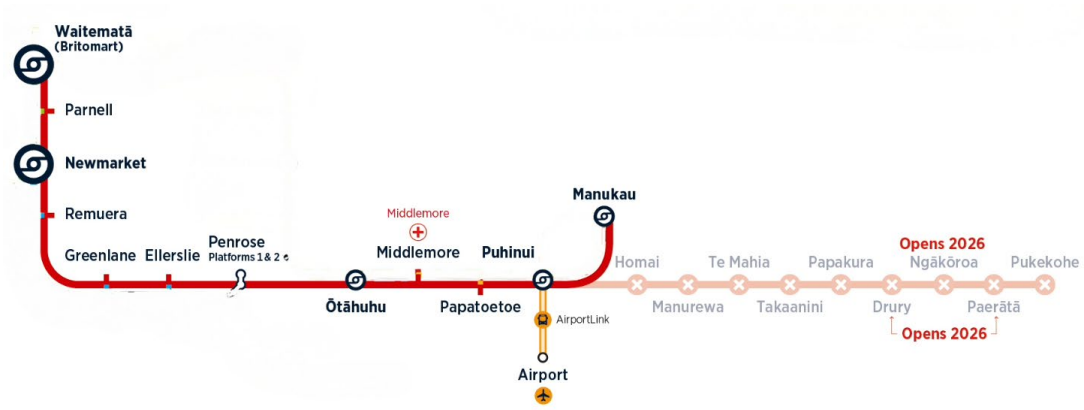 Waitematā
(Britomart)
Parnell
Newmarket
Remuera
Greenlane
Ellerslie
Penrose
Platforms 1 & 2
Ōtāhuhu
Middlemore
Middlemore
Papatoetoe
Puhinui
Manukau
AirportLink
Airport
Homai
Manurewa
Te Mahia
Takaanini
Papakura
Drury
Opens 2026
Ngākōroa
Paerātā
Opens 2026
Pukekohe